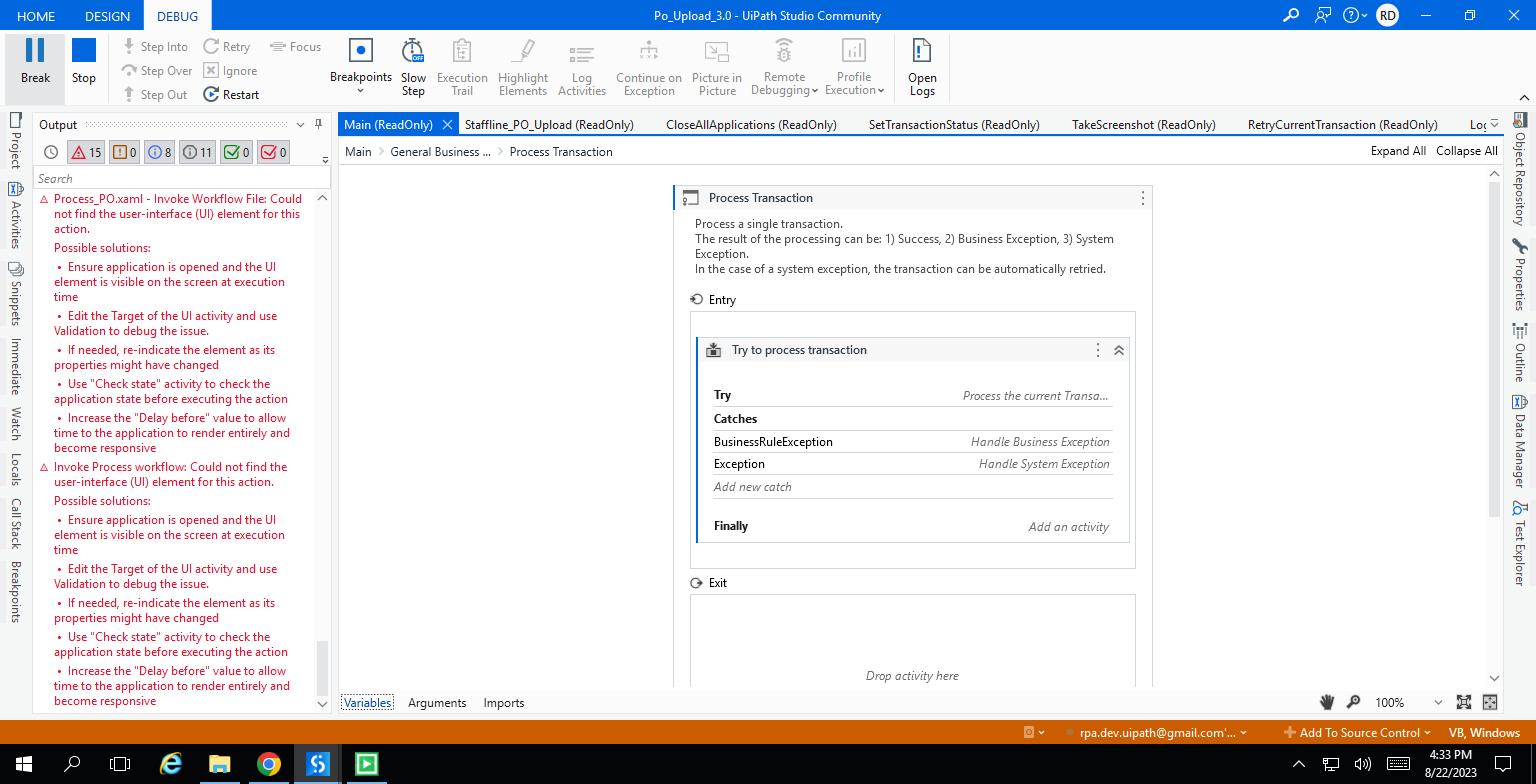 HOME DESIGN DEBUG Po_Upload_3.0 - UiPath Studio Community RD
Break Stop Step Into Step Over Step Out Retry Ignore Restart Focus
Breakpoints Slow Step Execution Trail Highlight Elements Log Activities Continue on Exception Picture in Picture Remote Debugging Profile Execution Open Logs
Project
Activities
Snippets
Immediate
Watch
Locals
Call Stack
Breakpoints
Output
15 0 8 11 0 0
Search
Process_PO.xaml - Invoke Workflow File: Could
not find the user-interface (UI) element for this
action.
Possible solutions:
• Ensure application is opened and the UI
element is visible on the screen at execution
time
• Edit the Target of the UI activity and use
Validation to debug the issue.
• If needed, re-indicate the element as its
properties might have changed
• Use "Check state" activity to check the
application state before executing the action
• Increase the "Delay before" value to allow
time to the application to render entirely and
become responsive
Invoke Process workflow: Could not find the
user-interface (UI) element for this action.
Possible solutions:
• Ensure application is opened and the UI
element is visible on the screen at execution
time
• Edit the Target of the UI activity and use
Validation to debug the issue.
• If needed, re-indicate the element as its
properties might have changed
• Use "Check state" activity to check the
application state before executing the action
• Increase the "Delay before" value to allow
time to the application to render entirely and
become responsive
Main (ReadOnly) Staffline_PO_Upload (ReadOnly) CloseAllApplications (ReadOnly) SetTransactionStatus (ReadOnly) TakeScreenshot (ReadOnly) RetryCurrentTransaction (ReadOnly)
Main General Business ... Process Transaction Expand All Collapse All
Process Transaction
Process a single transaction.
The result of the processing can be: 1) Success, 2) Business Exception, 3) System
Exception.
In the case of a system exception, the transaction can be automatically retried.
Entry
Try to process transaction
Try Process the current Transa...
Catches
BusinessRuleException Handle Business Exception
Exception Handle System Exception
Add new catch
Finally Add an activity
Exit
Drop activity here
Variables Arguments Imports 100%
Object Repository
Properties
Outline
Data Manager
Test Explorer
rpa.dev.uipath@gmail.com'... Add To Source Control VB, Windows
4:33 PM
8/22/2023